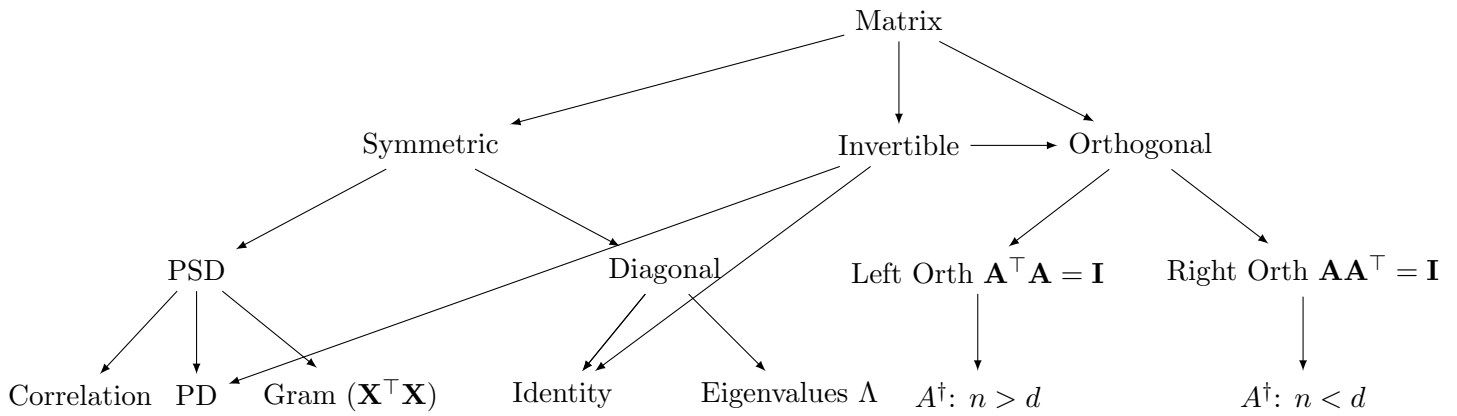 Matrix
Symmetric
Invertible
Orthogonal
PSD
Diagonal
Left Orth A⊤A = I
Right Orth AA⊤ = I
Correlation
PD
Gram (X⊤X)
Identity
Eigenvalues Λ
A†: n > d
A†: n < d